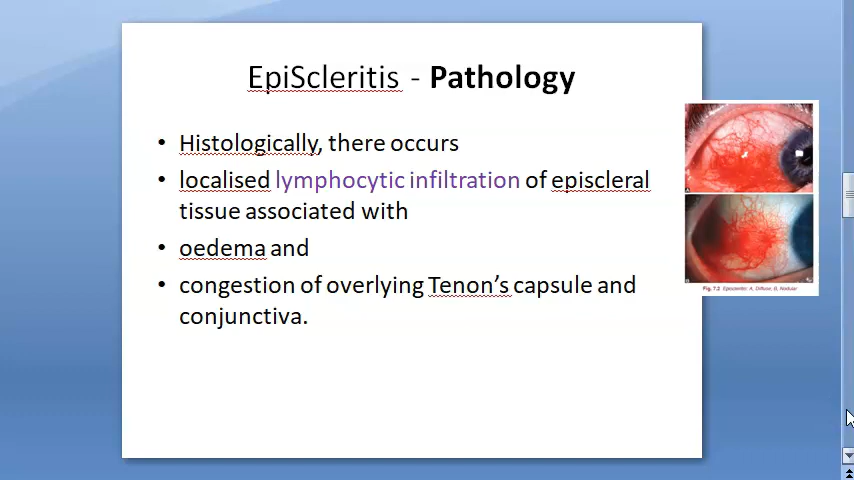 EpiScleritis - Pathology
• Histologically, there occurs
• localised lymphocytic infiltration of episcleral
tissue associated with
• oedema and
• congestion of overlying Tenon's capsule and
conjunctiva.
Fig. 7.2 Episcleritis: A, Diffuse; B, Nodular